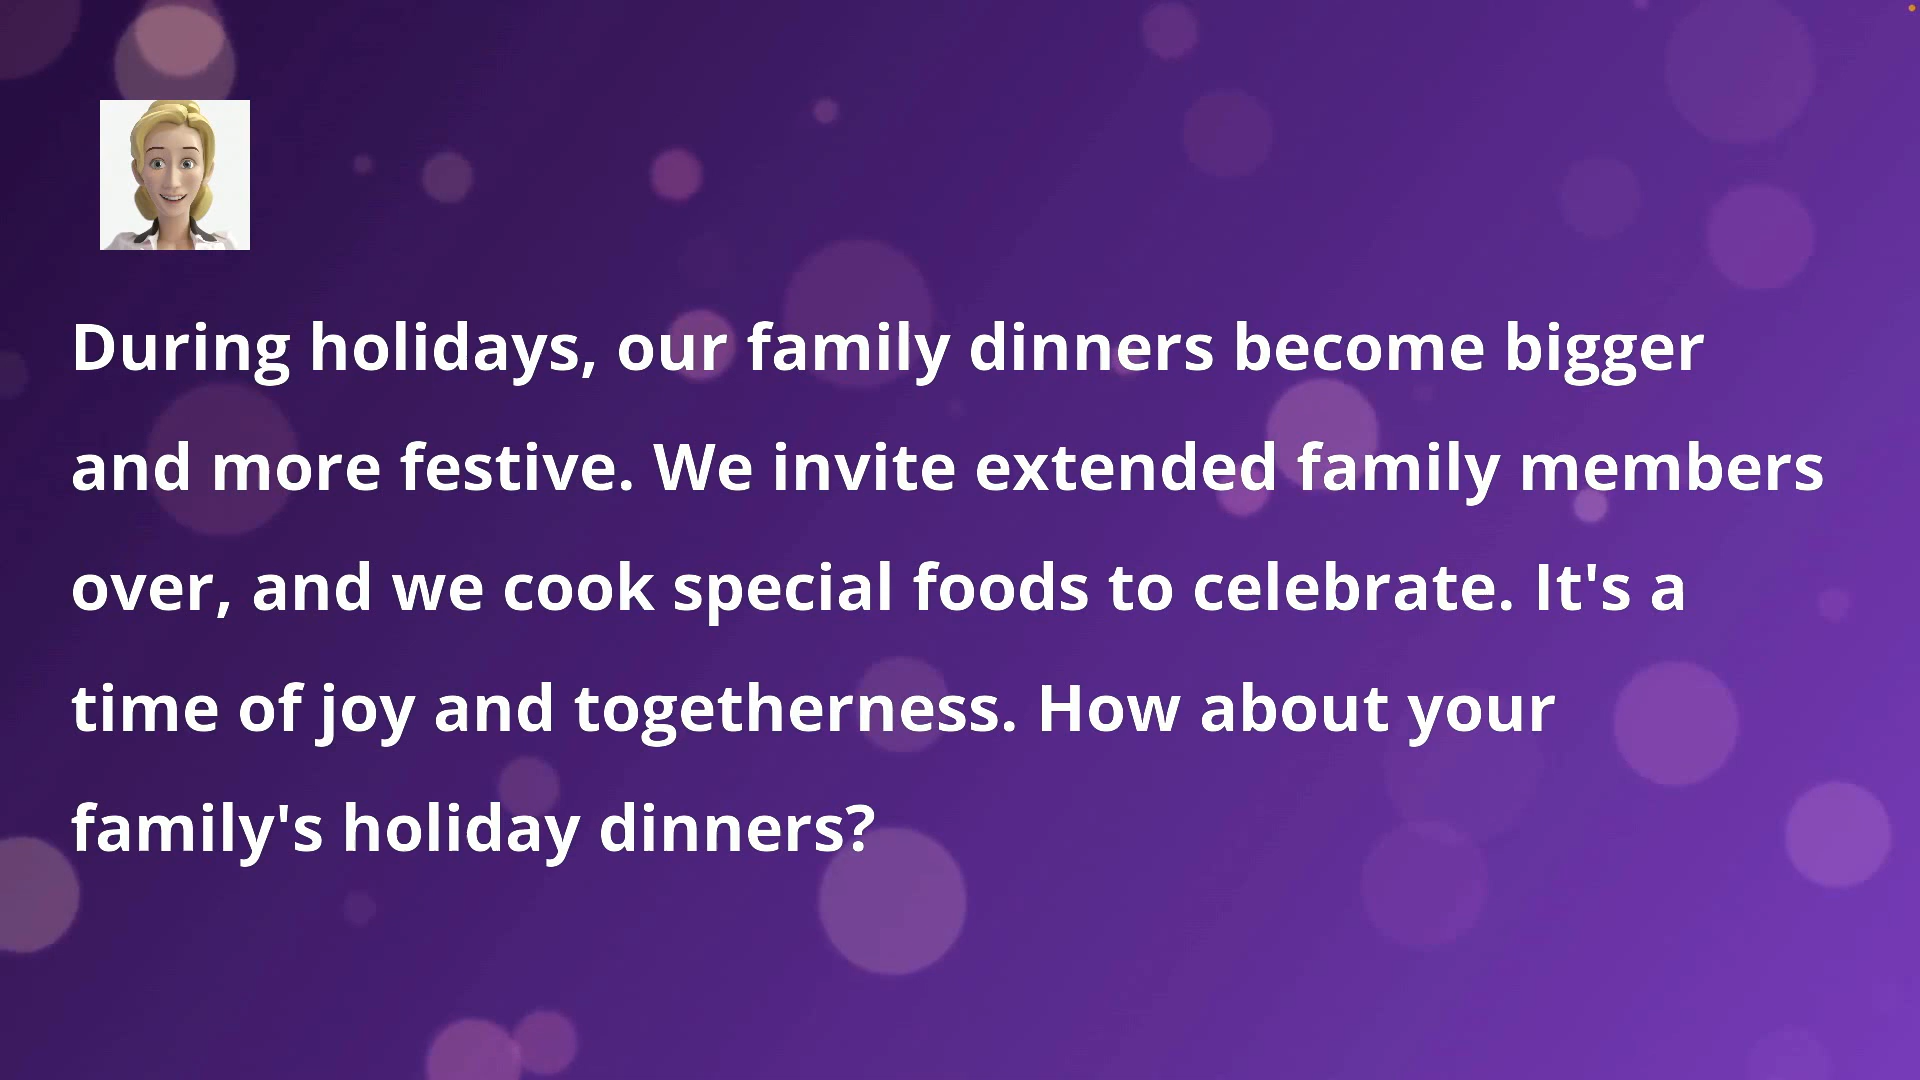 During holidays, our family dinners become bigger
and more festive. We invite extended family members
over, and we cook special foods to celebrate. It's a
time of joy and togetherness. How about your
family's holiday dinners?